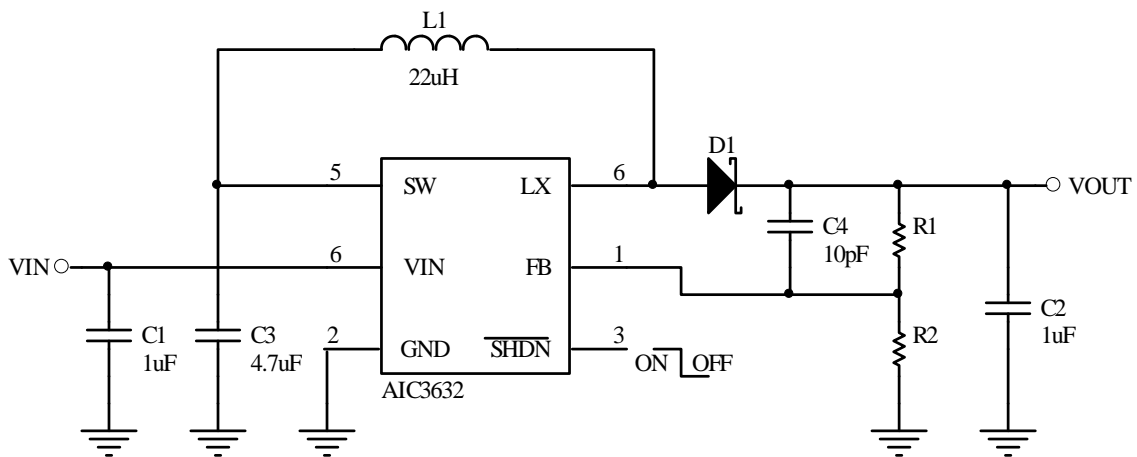 L1
22uH
D1
5
SW
LX
6
VOUT
C4
10pF
R1
VIN
6
VIN
FB
1
C1
1uF
C3
4.7uF
2
GND
SHDN
3
ON
OFF
R2
C2
1uF
AIC3632